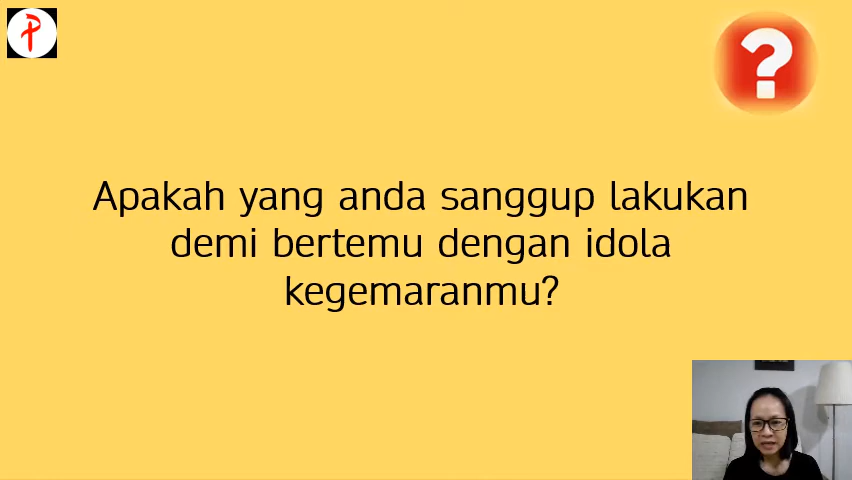 Apakah yang anda sanggup lakukan
demi bertemu dengan idola
kegemaranmu?